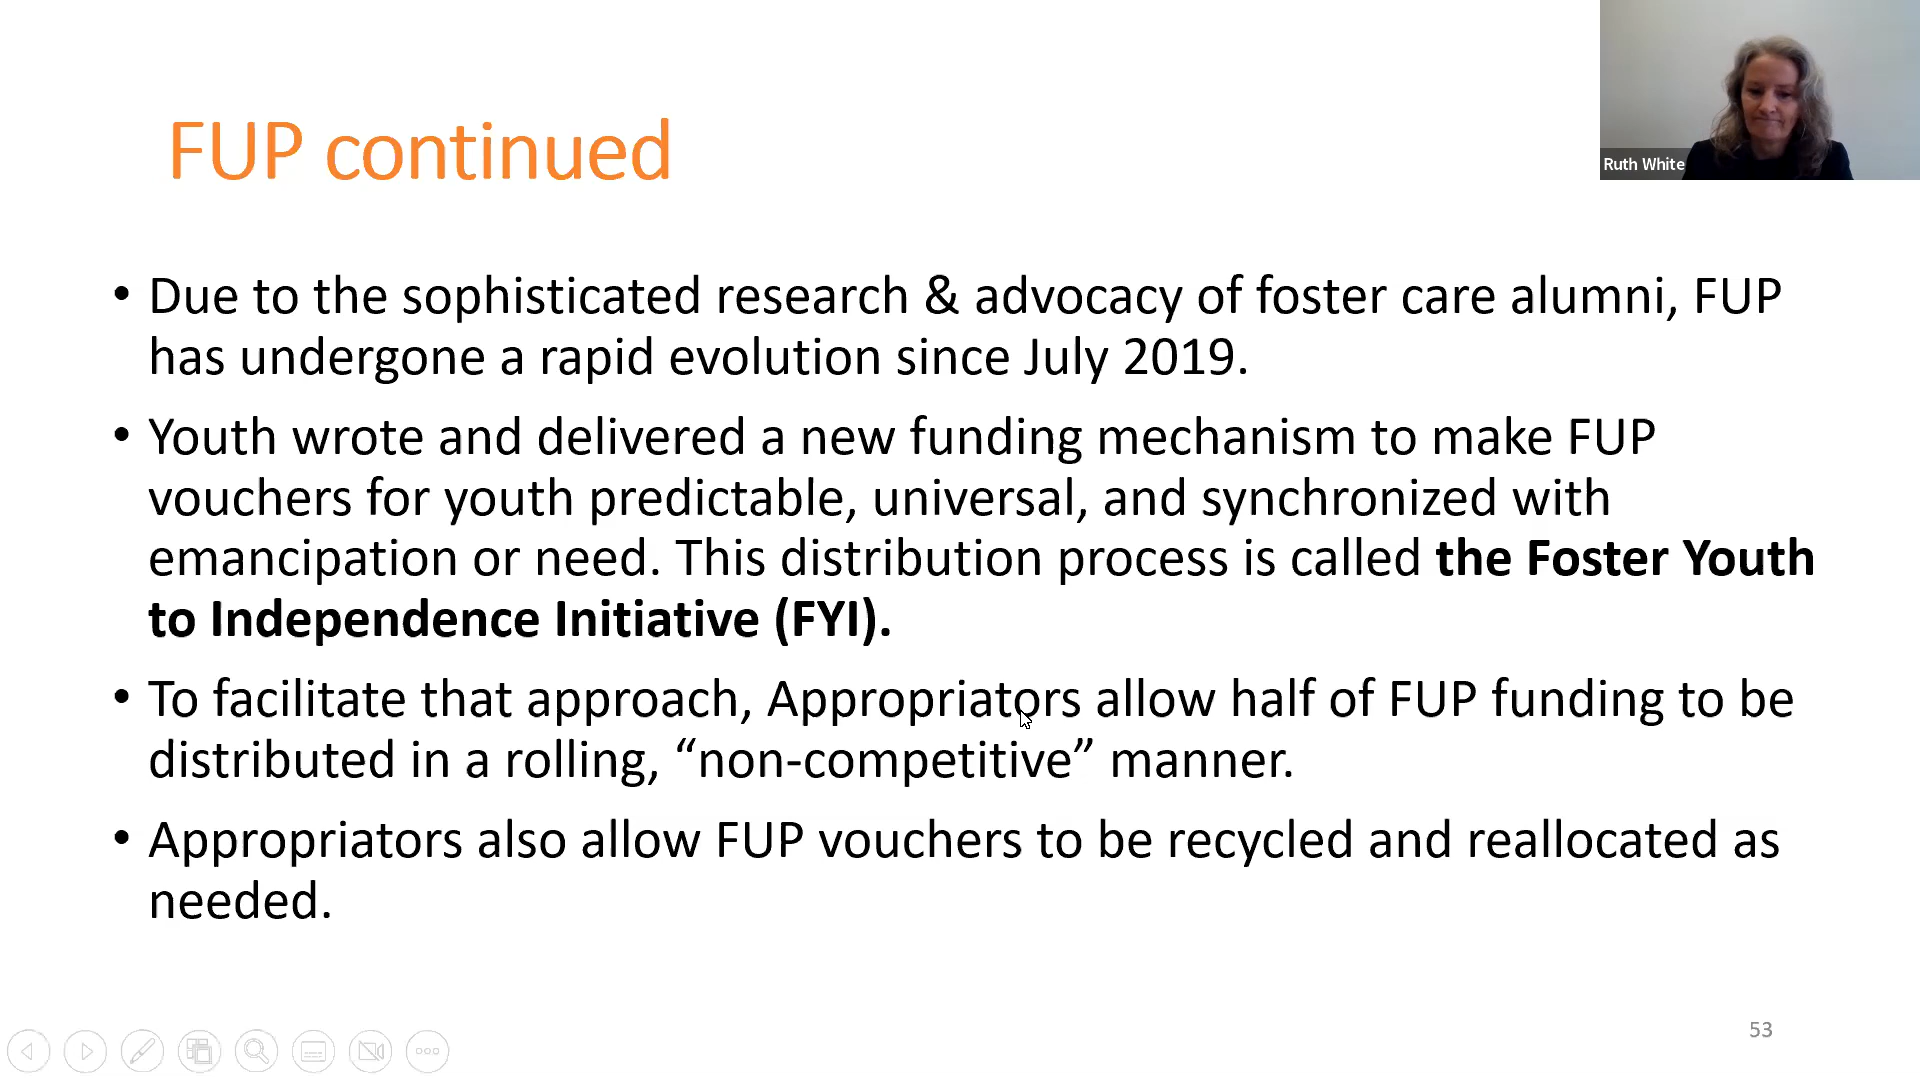 FUP continued
Ruth White
• Due to the sophisticated research & advocacy of foster care alumni, FUP
has undergone a rapid evolution since July 2019.
• Youth wrote and delivered a new funding mechanism to make FUP
vouchers for youth predictable, universal, and synchronized with
emancipation or need. This distribution process is called the Foster Youth
to Independence Initiative (FYI).
• To facilitate that approach, Appropriators allow half of FUP funding to be
distributed in a rolling, “non-competitive” manner.
• Appropriators also allow FUP vouchers to be recycled and reallocated as
needed.
53